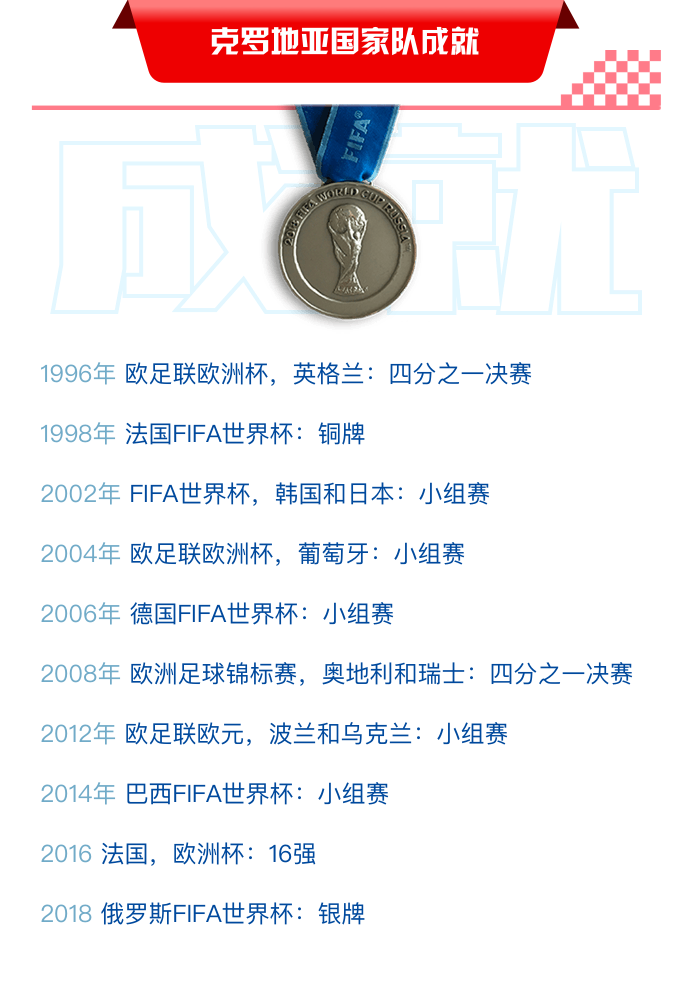 克罗地亚国家队成就
成就
FIFA®
2018 FIFA WORLD CUP RUSSIA
1996年 欧足联欧洲杯，英格兰：四分之一决赛
1998年 法国FIFA世界杯：铜牌
2002年 FIFA世界杯，韩国和日本：小组赛
2004年 欧足联欧洲杯，葡萄牙：小组赛
2006年 德国FIFA世界杯：小组赛
2008年 欧洲足球锦标赛，奥地利和瑞士：四分之一决赛
2012年 欧足联欧元，波兰和乌克兰：小组赛
2014年 巴西FIFA世界杯：小组赛
2016 法国，欧洲杯：16强
2018 俄罗斯FIFA世界杯：银牌